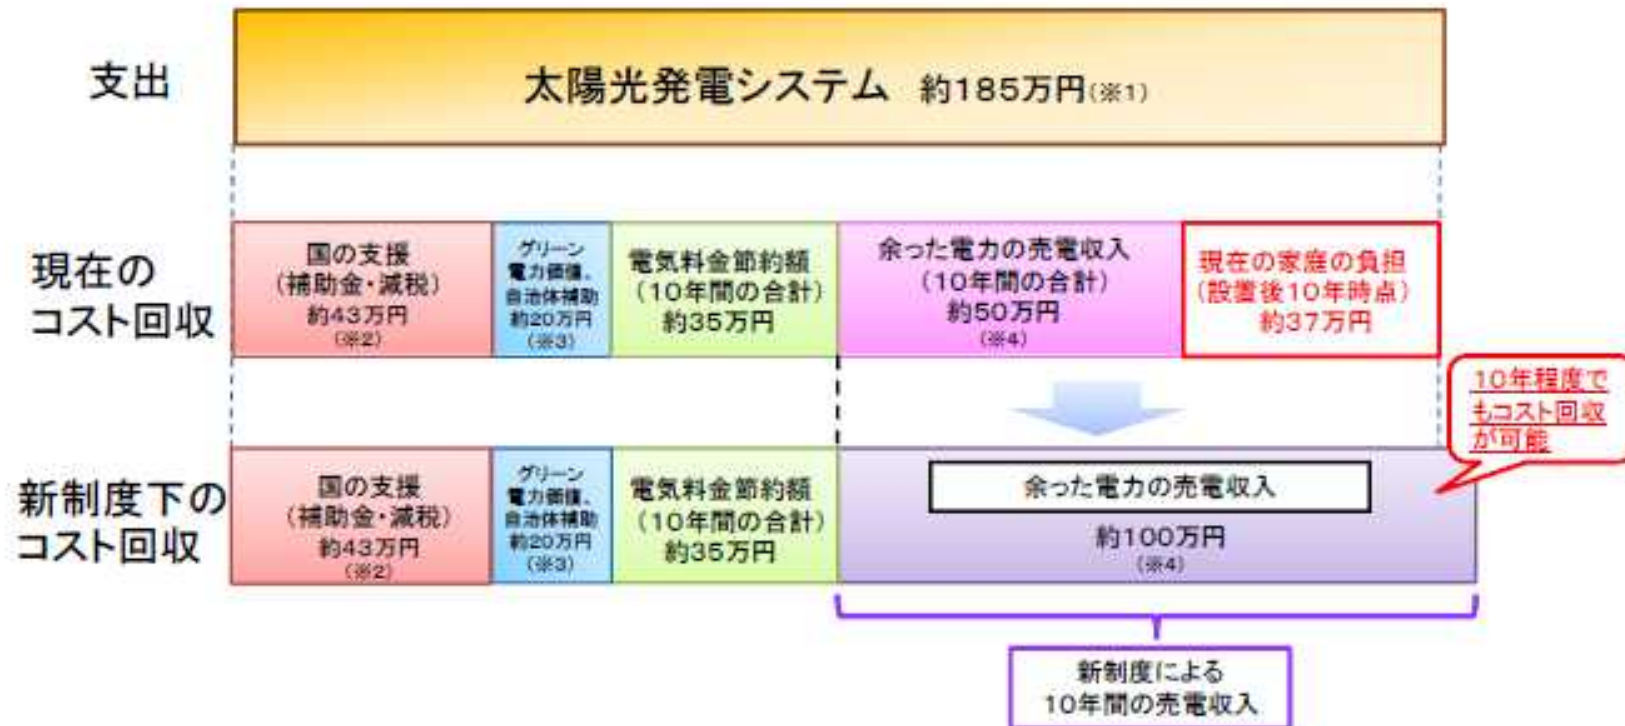 支出
太陽光発電システム 約185万円(※1)
現在の
コスト回収
国の支援
(補助金・減税)
約43万円
(※2)
グリーン
電力価値、
自治体補助
約20万円
(※3)
電気料金節約額
(10年間の合計)
約35万円
余った電力の売電収入
(10年間の合計)
約50万円
(※4)
現在の家庭の負担
(設置後10年時点)
約37万円
10年程度で
もコスト回収
が可能
新制度下の
コスト回収
国の支援
(補助金・減税)
約43万円
(※2)
グリーン
電力価値、
自治体補助
約20万円
(※3)
電気料金節約額
(10年間の合計)
約35万円
余った電力の売電収入
約100万円
(※4)
新制度による
10年間の売電収入